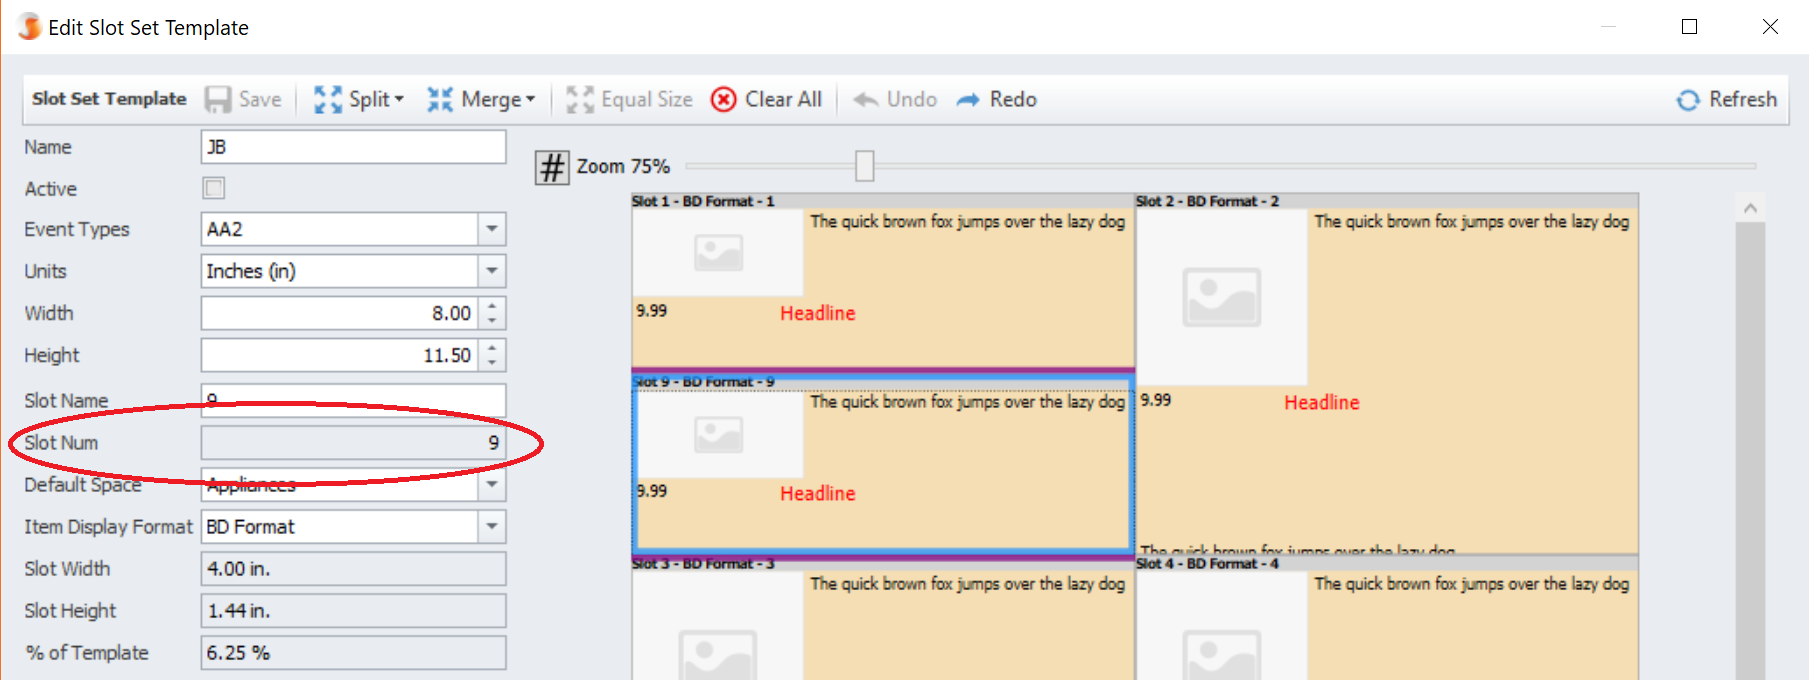 Edit Slot Set Template
Slot Set Template Save Split Merge Equal Size Clear All Undo Redo Refresh
Name JB
Active
Event Types AA2
Units Inches (in)
Width 8.00
Height 11.50
Slot Name 9
Slot Num 9
Default Space Appliances
Item Display Format BD Format
Slot Width 4.00 in.
Slot Height 1.44 in.
% of Template 6.25 %
# Zoom 75%
Slot 1 - BD Format - 1
The quick brown fox jumps over the lazy dog
9.99 Headline
Slot 2 - BD Format - 2
The quick brown fox jumps over the lazy dog
9.99 Headline
The quick brown fox jumps over the lazy dog
Slot 9 - BD Format - 9
The quick brown fox jumps over the lazy dog
9.99 Headline
Slot 3 - BD Format - 3
The quick brown fox jumps over the lazy dog
Slot 4 - BD Format - 4
The quick brown fox jumps over the lazy dog